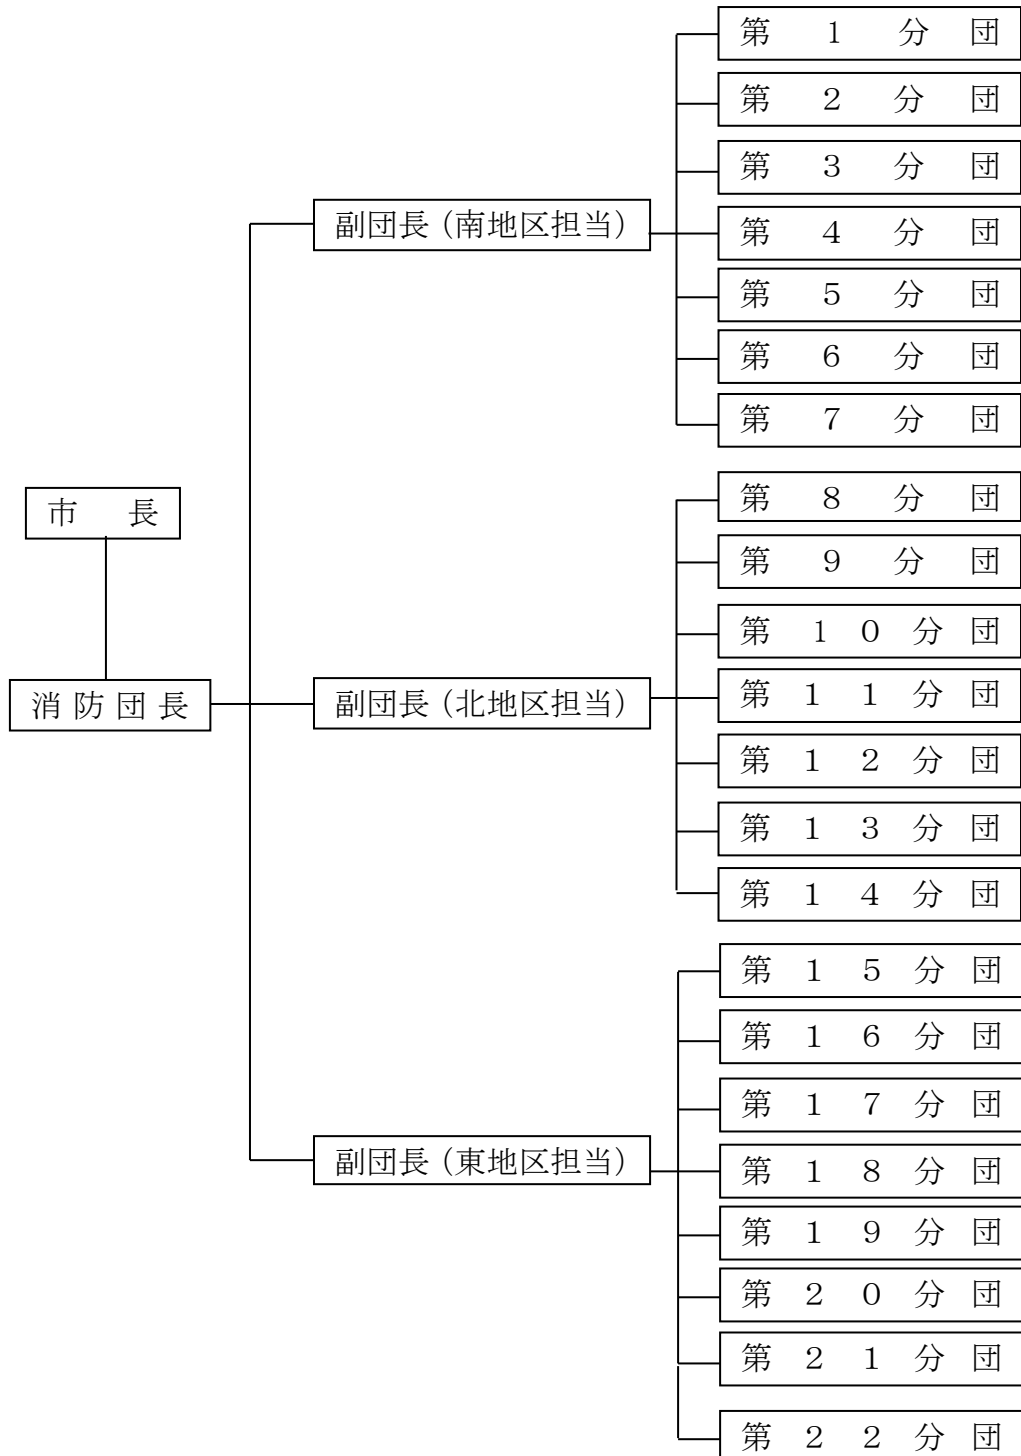 市長
消防団長
副団長（南地区担当）
第１分団
第２分団
第３分団
第４分団
第５分団
第６分団
第７分団
副団長（北地区担当）
第８分団
第９分団
第１０分団
第１１分団
第１２分団
第１３分団
第１４分団
副団長（東地区担当）
第１５分団
第１６分団
第１７分団
第１８分団
第１９分団
第２０分団
第２１分団
第２２分団